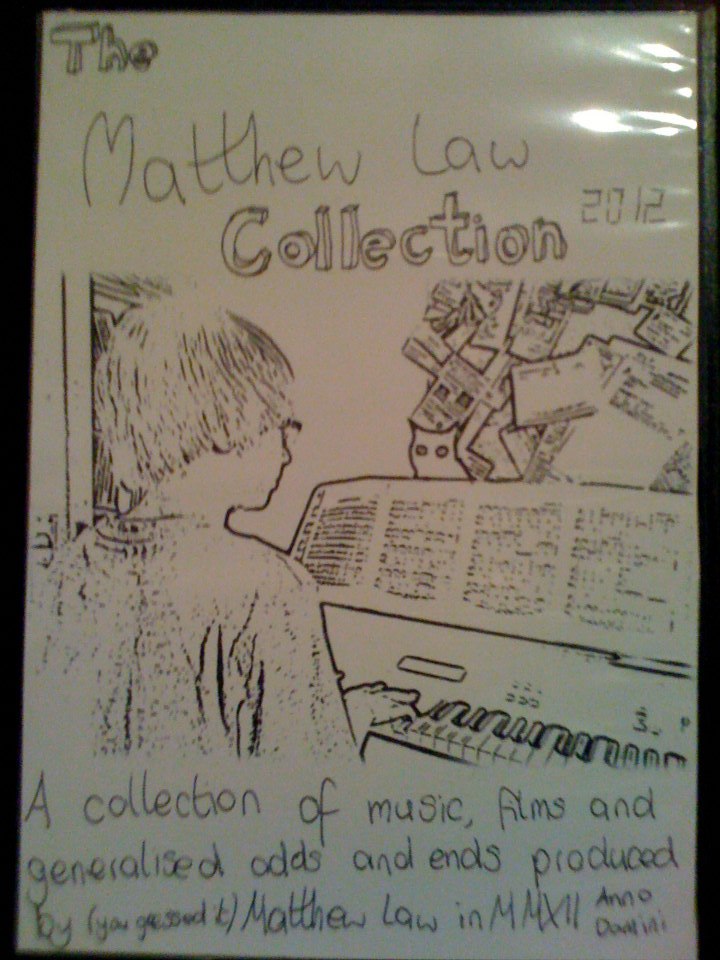 The
Matthew Law
Collection 2012
A collection of music, films and
generalised odds and ends produced
by (you guessed it) Matthew Law in MMXII Anno
Domini